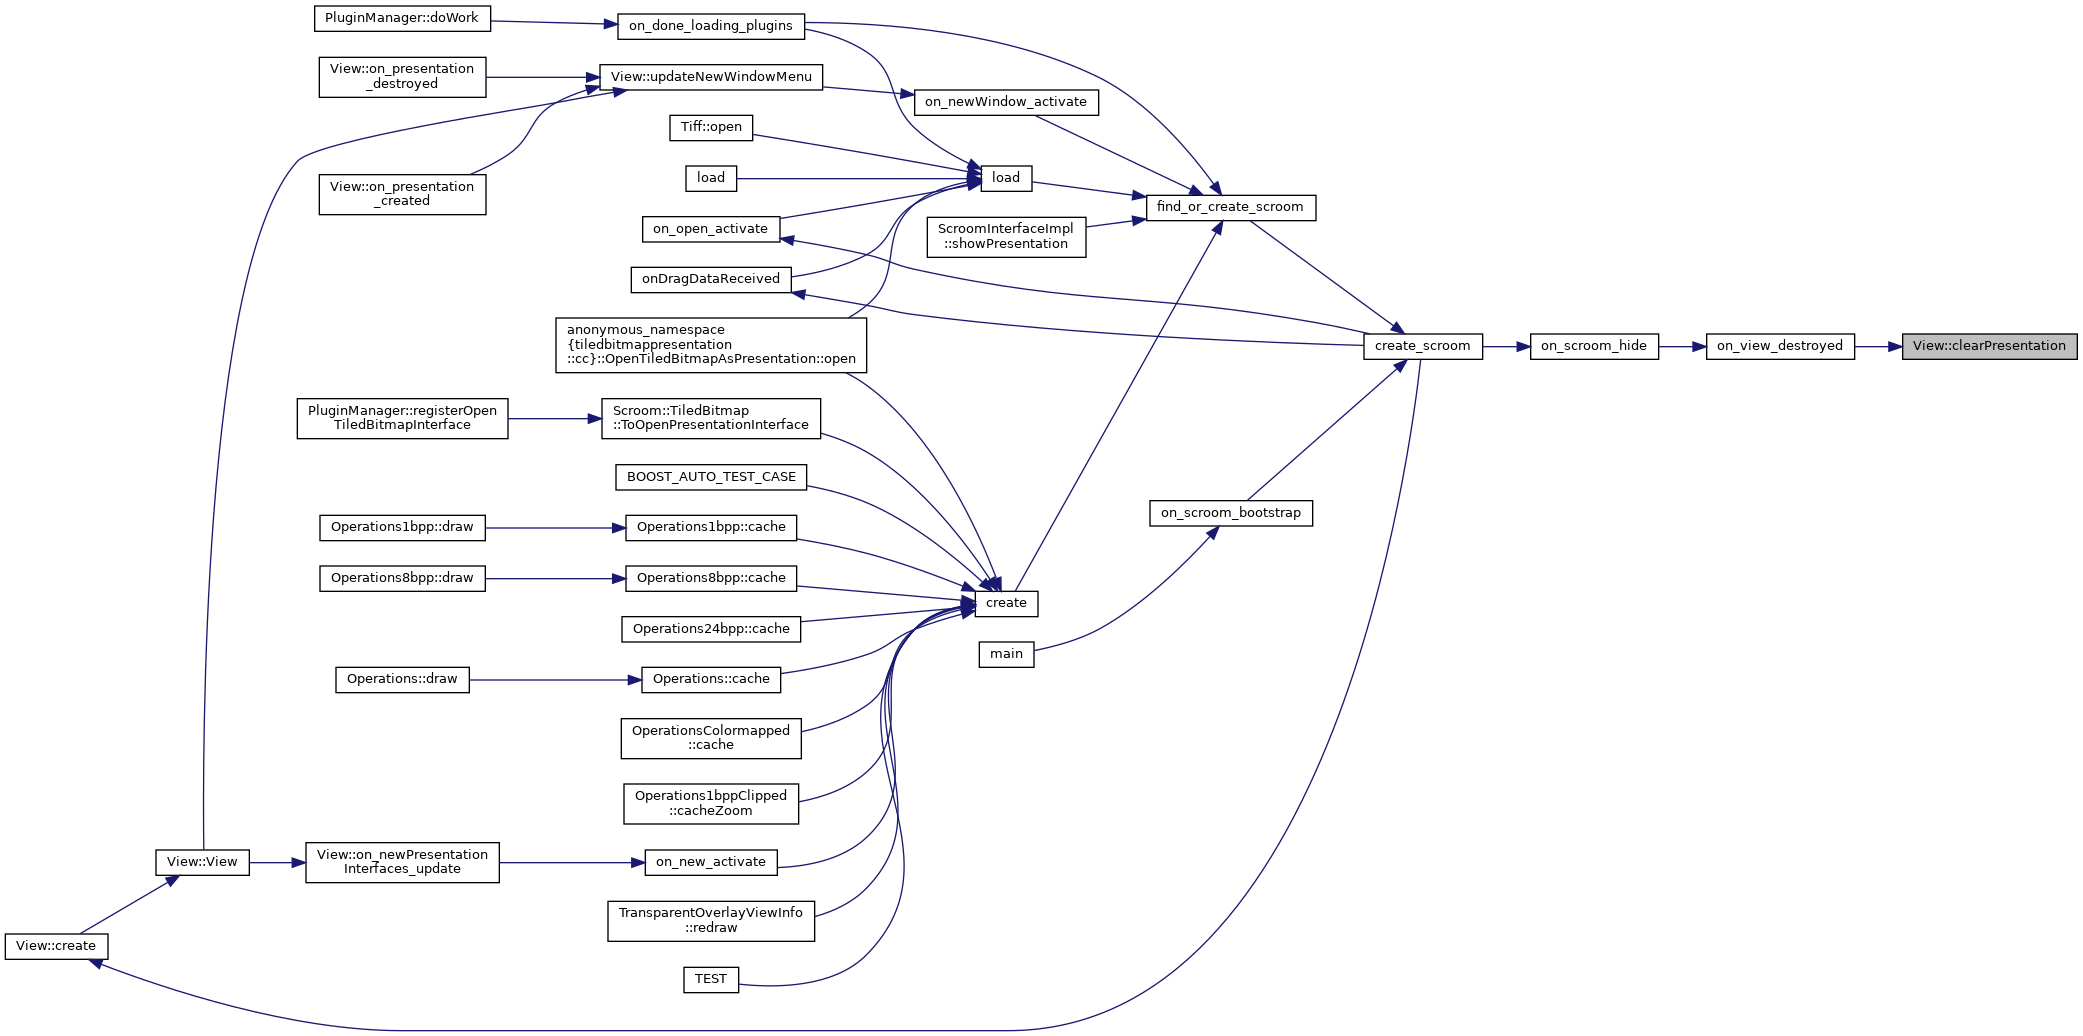 PluginManager::doWork
on_done_loading_plugins
View::on_presentation
_destroyed
View::updateNewWindowMenu
on_newWindow_activate
Tiff::open
load
load
View::on_presentation
_created
find_or_create_scroom
on_open_activate
ScroomInterfaceImpl
::showPresentation
onDragDataReceived
anonymous_namespace
{tiledbitmappresentation
::cc}::OpenTiledBitmapAsPresentation::open
create_scroom
on_scroom_hide
on_view_destroyed
View::clearPresentation
PluginManager::registerOpen
TiledBitmapInterface
Scroom::TiledBitmap
::ToOpenPresentationInterface
BOOST_AUTO_TEST_CASE
on_scroom_bootstrap
Operations1bpp::draw
Operations1bpp::cache
Operations8bpp::draw
Operations8bpp::cache
create
Operations24bpp::cache
main
Operations::draw
Operations::cache
OperationsColormapped
::cache
Operations1bppClipped
::cacheZoom
View::View
View::on_newPresentation
Interfaces_update
on_new_activate
TransparentOverlayViewInfo
::redraw
View::create
TEST